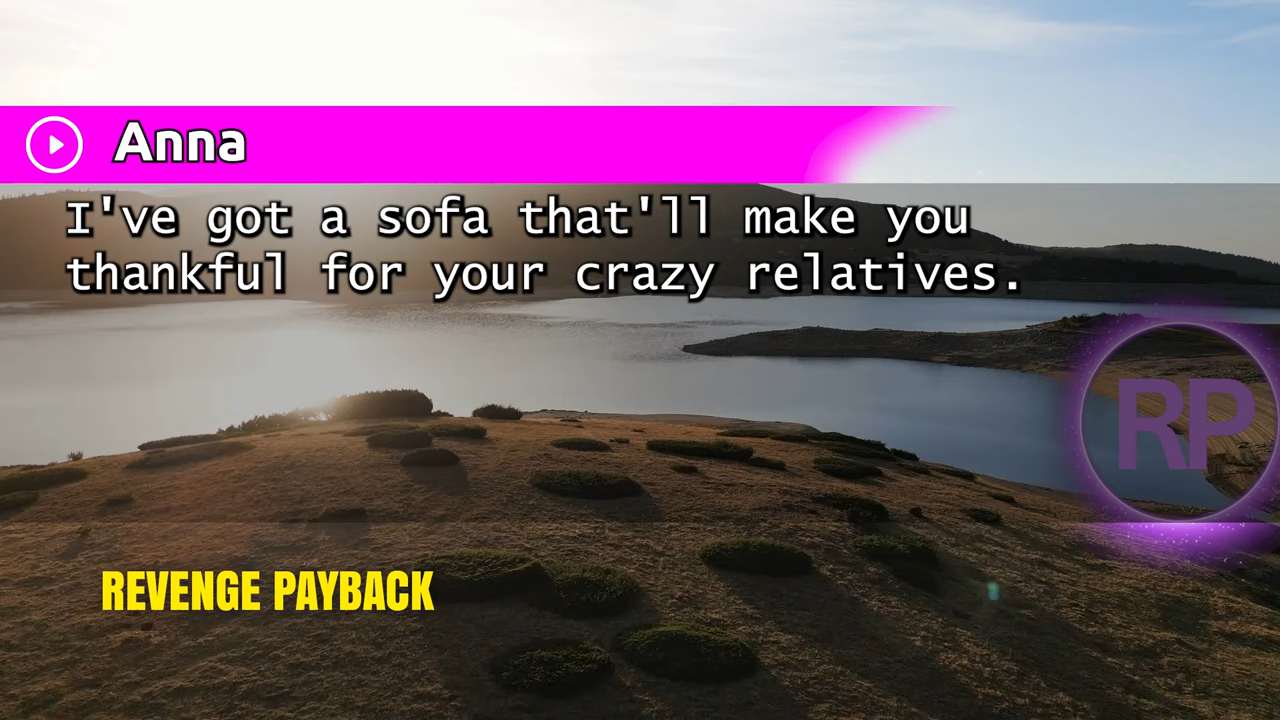 Anna
I've got a sofa that'll make you
thankful for your crazy relatives.
RP
REVENGE PAYBACK